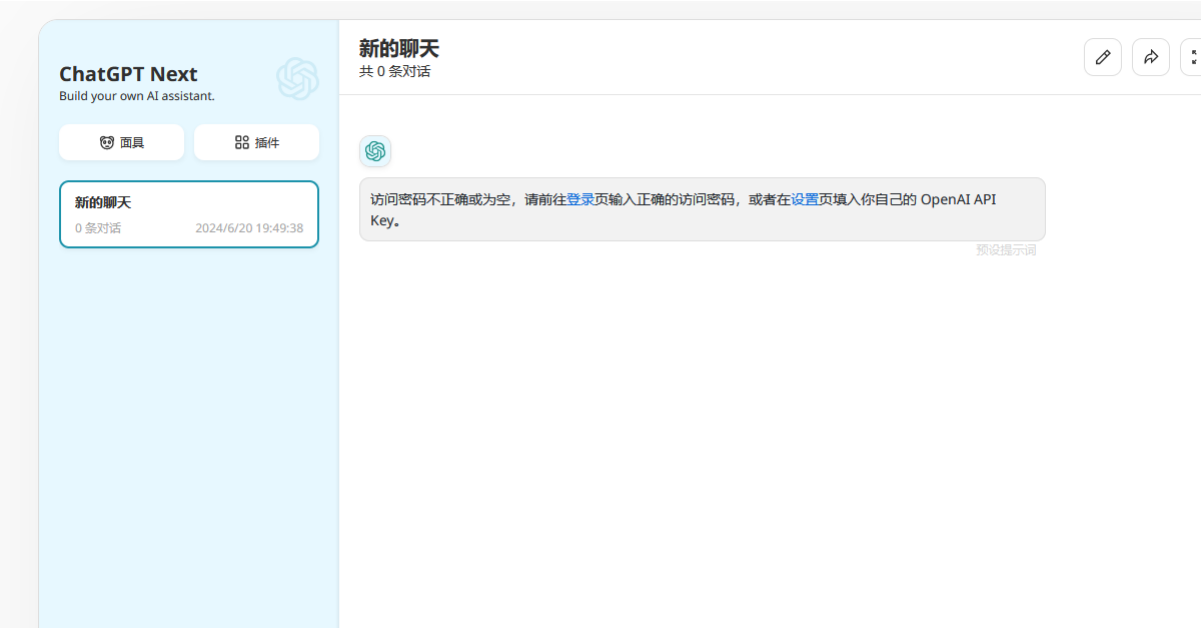 ChatGPT Next
Build your own AI assistant.
面具
插件
新的聊天
0 条对话 2024/6/20 19:49:38
新的聊天
共 0 条对话
访问密码不正确或为空，请前往登录页输入正确的访问密码，或者在设置页填入你自己的 OpenAI API
Key。
预设提示词